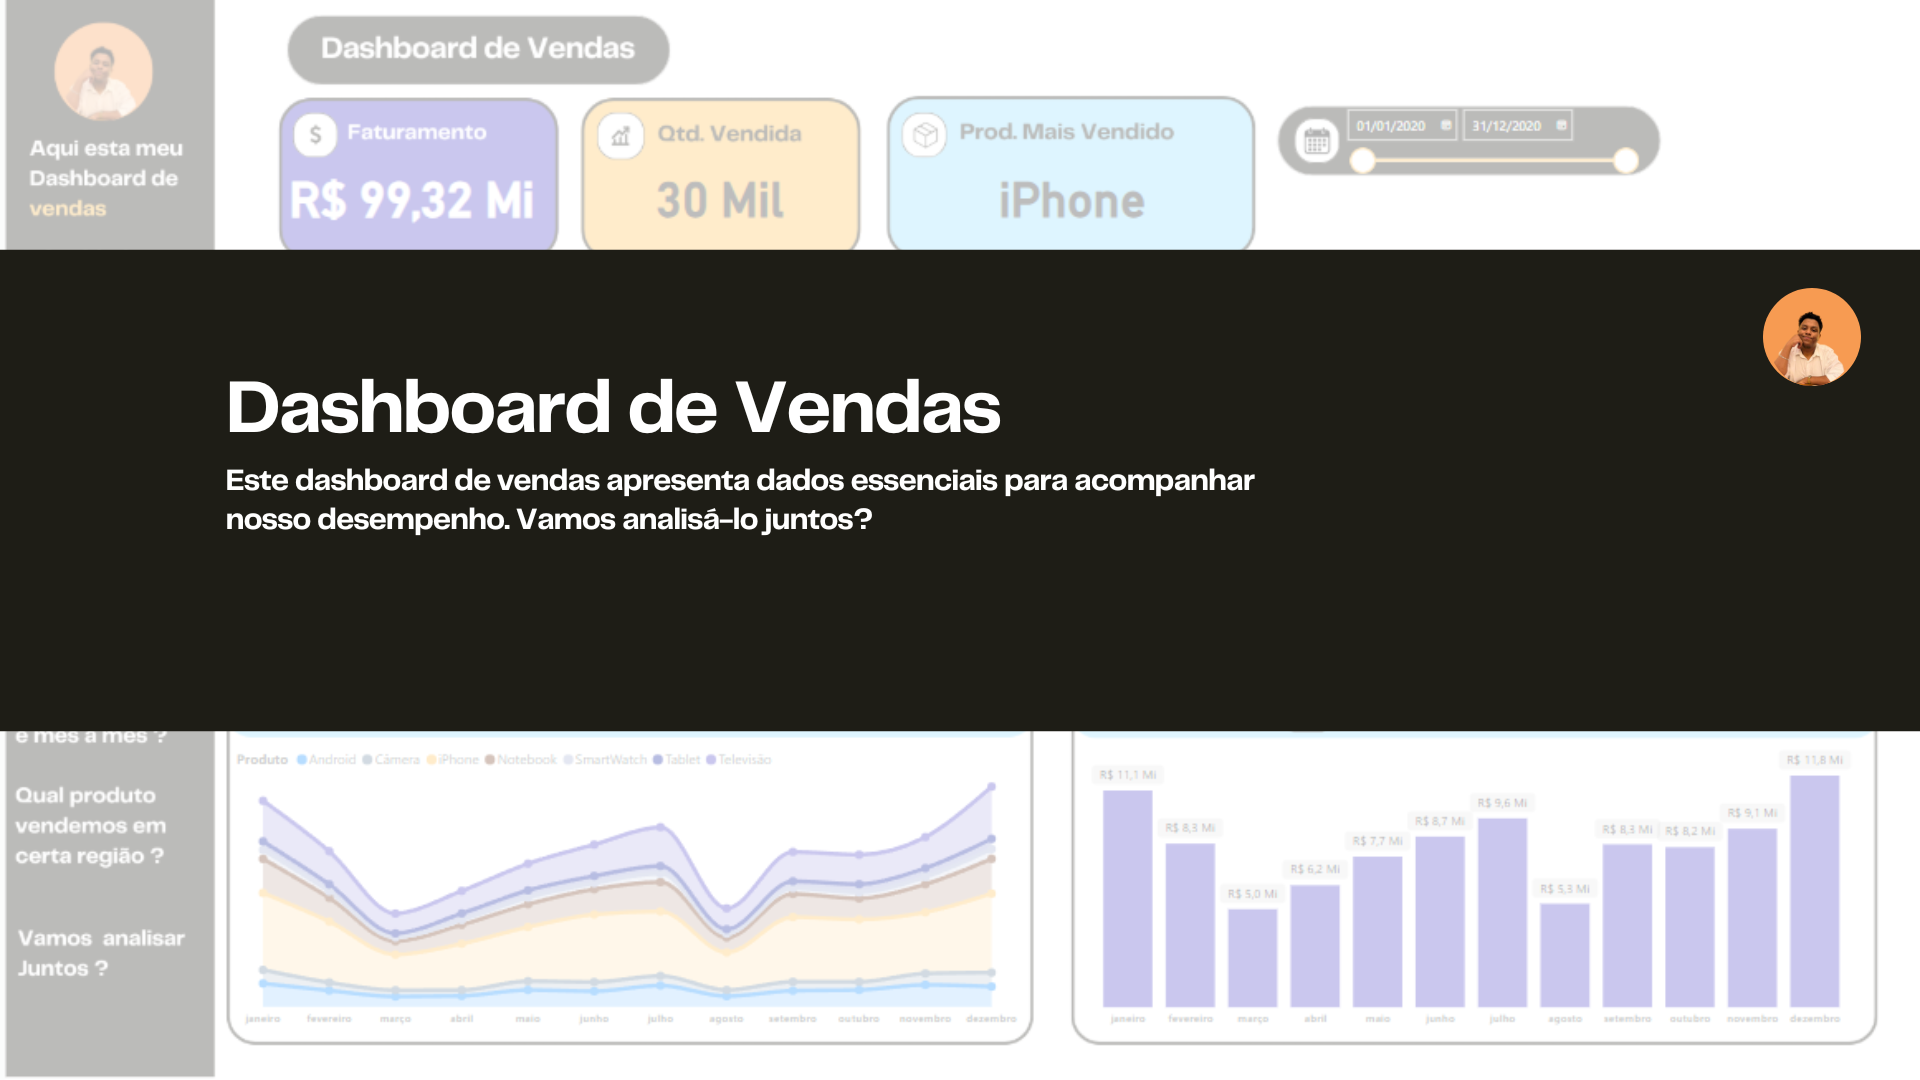 Dashboard de Vendas
Aqui esta meu
Dashboard de
vendas
Faturamento
R$ 99,32 Mi
Qtd. Vendida
30 Mil
Prod. Mais Vendido
iPhone
01/01/2020
31/12/2020
Dashboard de Vendas
Este dashboard de vendas apresenta dados essenciais para acompanhar
nosso desempenho. Vamos analisá-lo juntos?
e mês a mês ?
Qual produto
vendemos em
certa região ?
Vamos analisar
Juntos ?
Produto Android Câmera iPhone Notebook SmartWatch Tablet Televisão
janeiro fevereiro março abril maio junho julho agosto setembro outubro novembro dezembro
R$ 11,1 Mi
R$ 8,3 Mi
R$ 5,0 Mi
R$ 6,2 Mi
R$ 7,7 Mi
R$ 8,7 Mi
R$ 9,6 Mi
R$ 5,3 Mi
R$ 8,3 Mi
R$ 8,2 Mi
R$ 9,1 Mi
R$ 11,8 Mi
janeiro fevereiro março abril maio junho julho agosto setembro outubro novembro dezembro